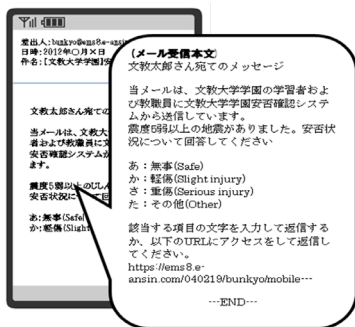 差出人:bunkyo@ems8.e-ansin
日時:2012年○月×日
件名:【文教大学学園】安
文教太郎さん宛ての
当メールは、文教大
者および教職員に文
安否確認システムか
ます。
震度5弱以上のじしん
安否状況について回
あ:無事(Safe)
か:軽傷(Slight
(メール受信本文)
文教太郎さん宛てのメッセージ
当メールは、文教大学学園の学習者およ
び教職員に文教大学学園安否確認システ
ムから送信しています。
震度5弱以上の地震がありました。安否状
況について回答してください
あ:無事(Safe)
か:軽傷(Slight injury)
さ:重傷(Serious injury)
た:その他(Other)
該当する項目の文字を入力して返信する
か、以下のURLにアクセスをして返信し
てください。
https://ems8.e-
ansin.com/040219/bunkyo/mobile---
---END---